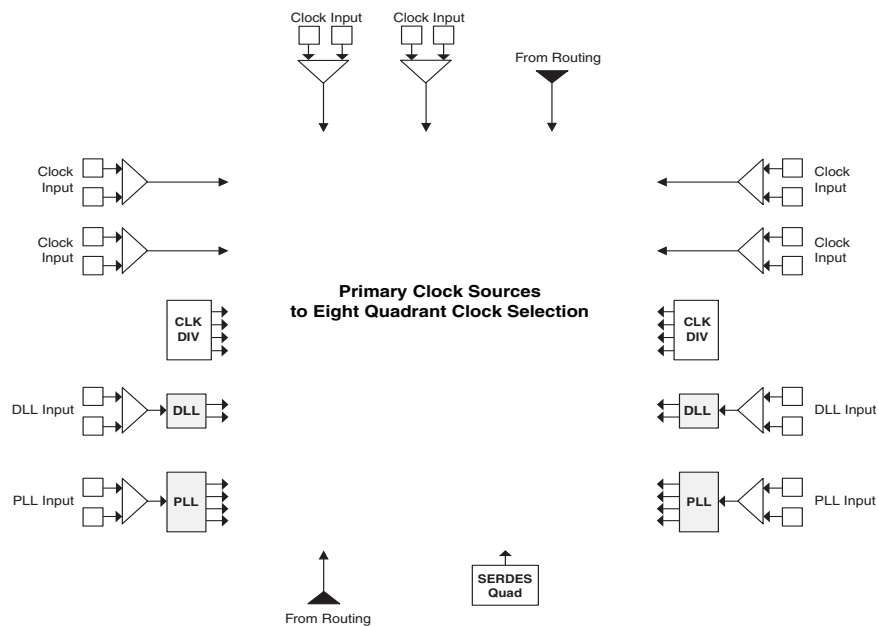 Clock Input
Clock Input
From Routing
Clock
Input
Clock
Input
Clock
Input
Clock
Input
Primary Clock Sources
to Eight Quadrant Clock Selection
CLK
DIV
CLK
DIV
DLL Input
DLL
DLL
DLL Input
PLL Input
PLL
PLL
PLL Input
SERDES
Quad
From Routing